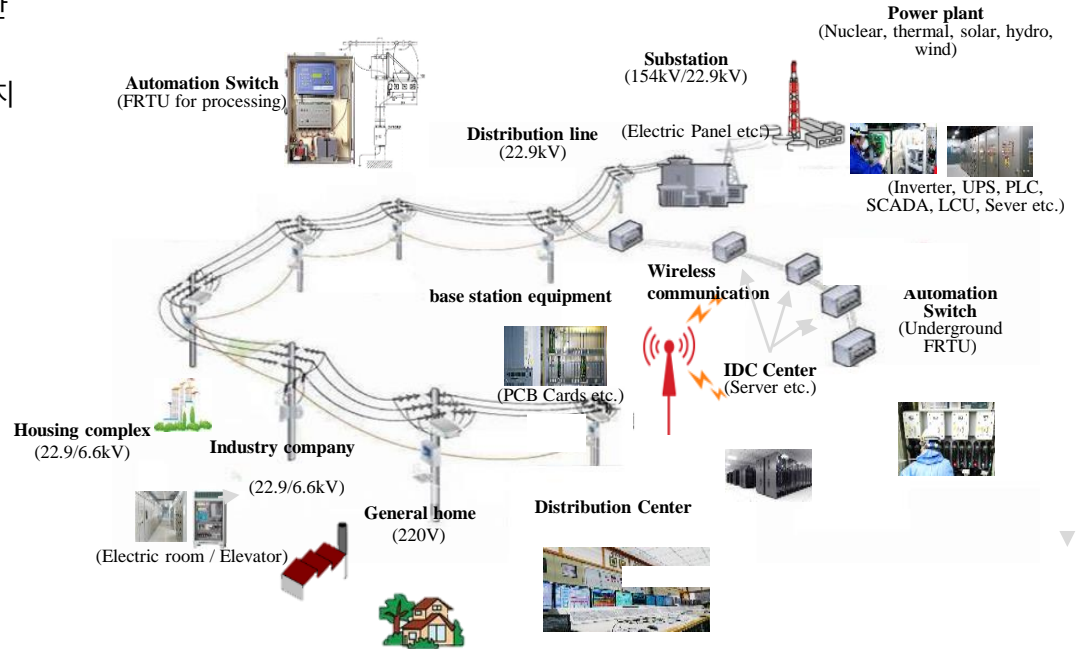 Power plant
(Nuclear, thermal, solar, hydro,
wind)
Substation
(154kV/22.9kV)
Automation Switch
(FRTU for processing)
Distribution line
(22.9kV)
(Electric Panel etc.)
(Inverter, UPS, PLC,
SCADA, LCU, Sever etc.)
Wireless
communication
base station equipment
Automation
Switch
(Underground
FRTU)
IDC Center
(Server etc.)
(PCB Cards etc.)
Housing complex
(22.9/6.6kV)
Industry company
(22.9/6.6kV)
General home
(220V)
Distribution Center
(Electric room / Elevator)